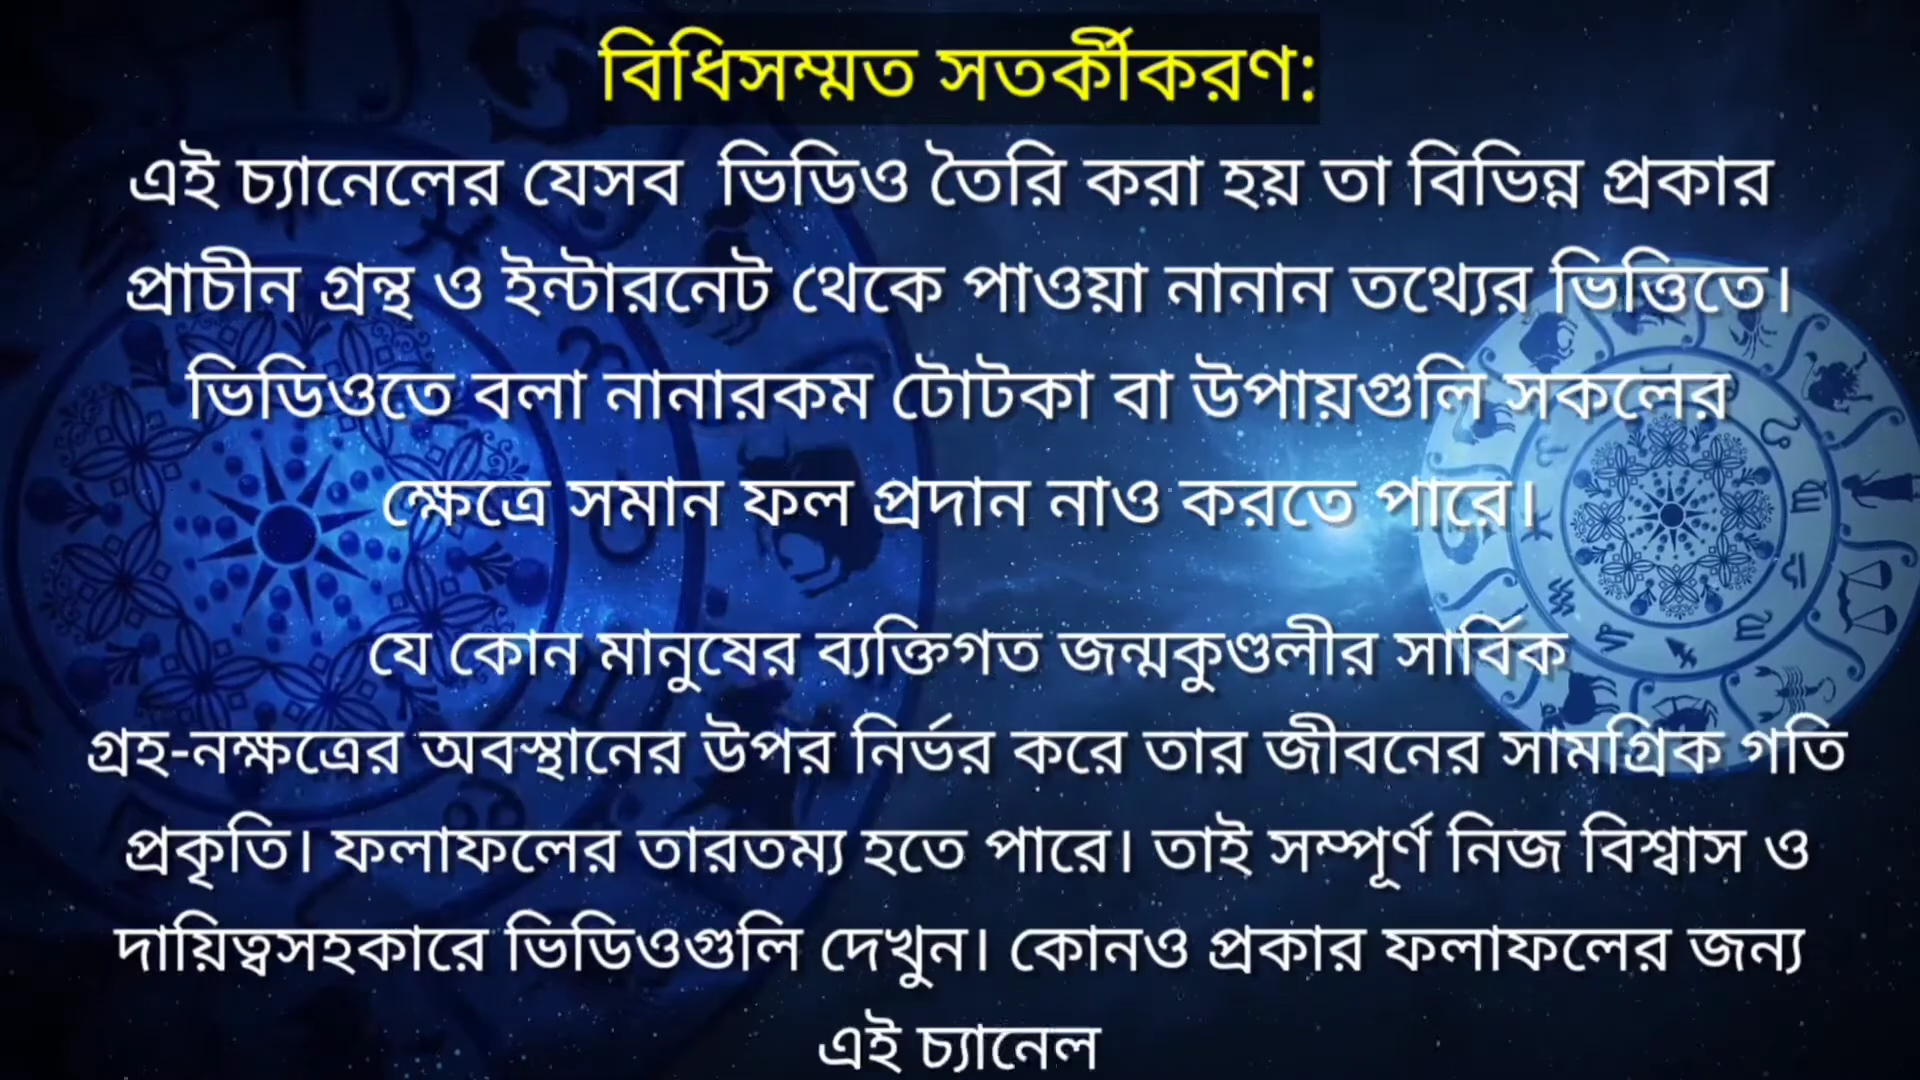 বিধিসম্মত সতর্কীকরণ:
এই চ্যানেলের যেসব ভিডিও তৈরি করা হয় তা বিভিন্ন প্রকার
প্রাচীন গ্রন্থ ও ইন্টারনেট থেকে পাওয়া নানান তথ্যের ভিত্তিতে।
ভিডিওতে বলা নানারকম টোটকা বা উপায়গুলি সকলের
ক্ষেত্রে সমান ফল প্রদান নাও করতে পারে।
যে কোন মানুষের ব্যক্তিগত জন্মকুণ্ডলীর সার্বিক
গ্রহ-নক্ষত্রের অবস্থানের উপর নির্ভর করে তার জীবনের সামগ্রিক গতি
প্রকৃতি। ফলাফলের তারতম্য হতে পারে। তাই সম্পূর্ণ নিজ বিশ্বাস ও
দায়িত্বসহকারে ভিডিওগুলি দেখুন। কোনও প্রকার ফলাফলের জন্য
এই চ্যানেল